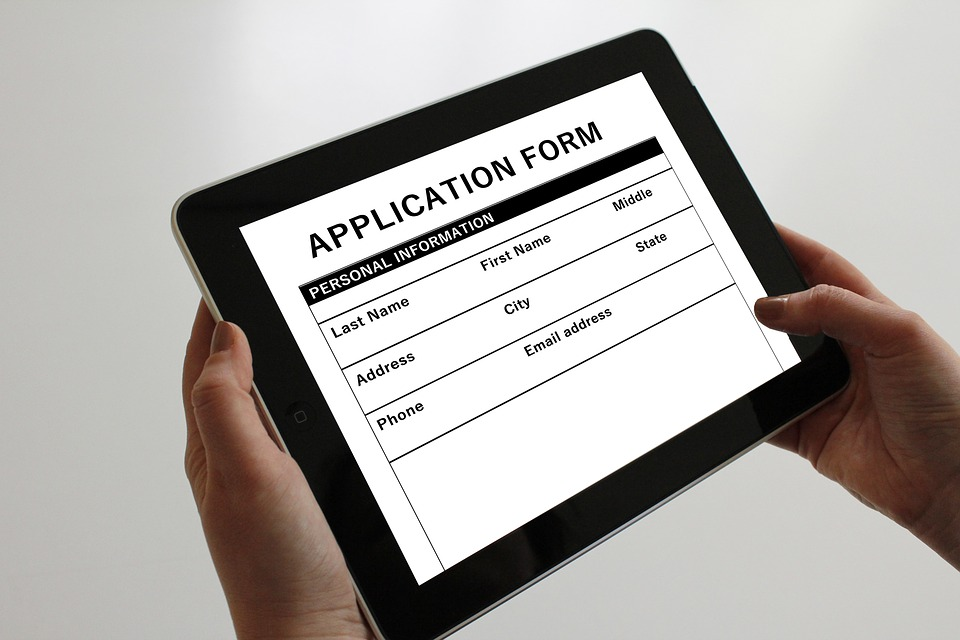 APPLICATION FORM
PERSONAL INFORMATION
Last Name First Name Middle
Address City State
Phone Email address